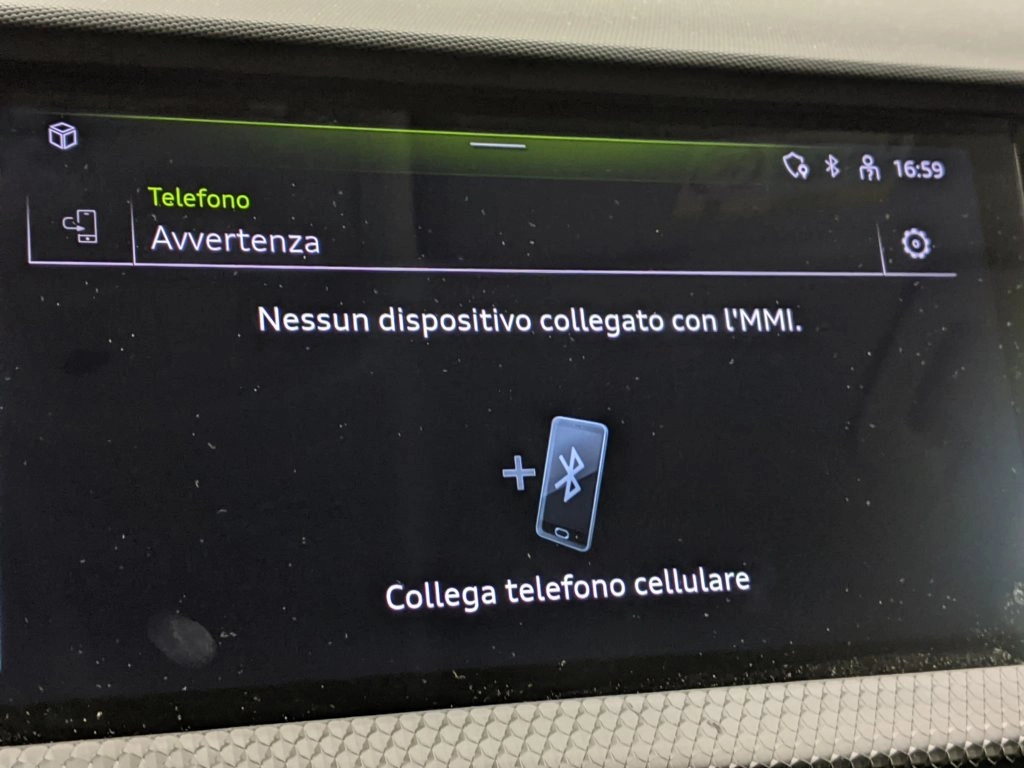 16:59
Telefono
Avvertenza
Nessun dispositivo collegato con l'MMI.
Collega telefono cellulare